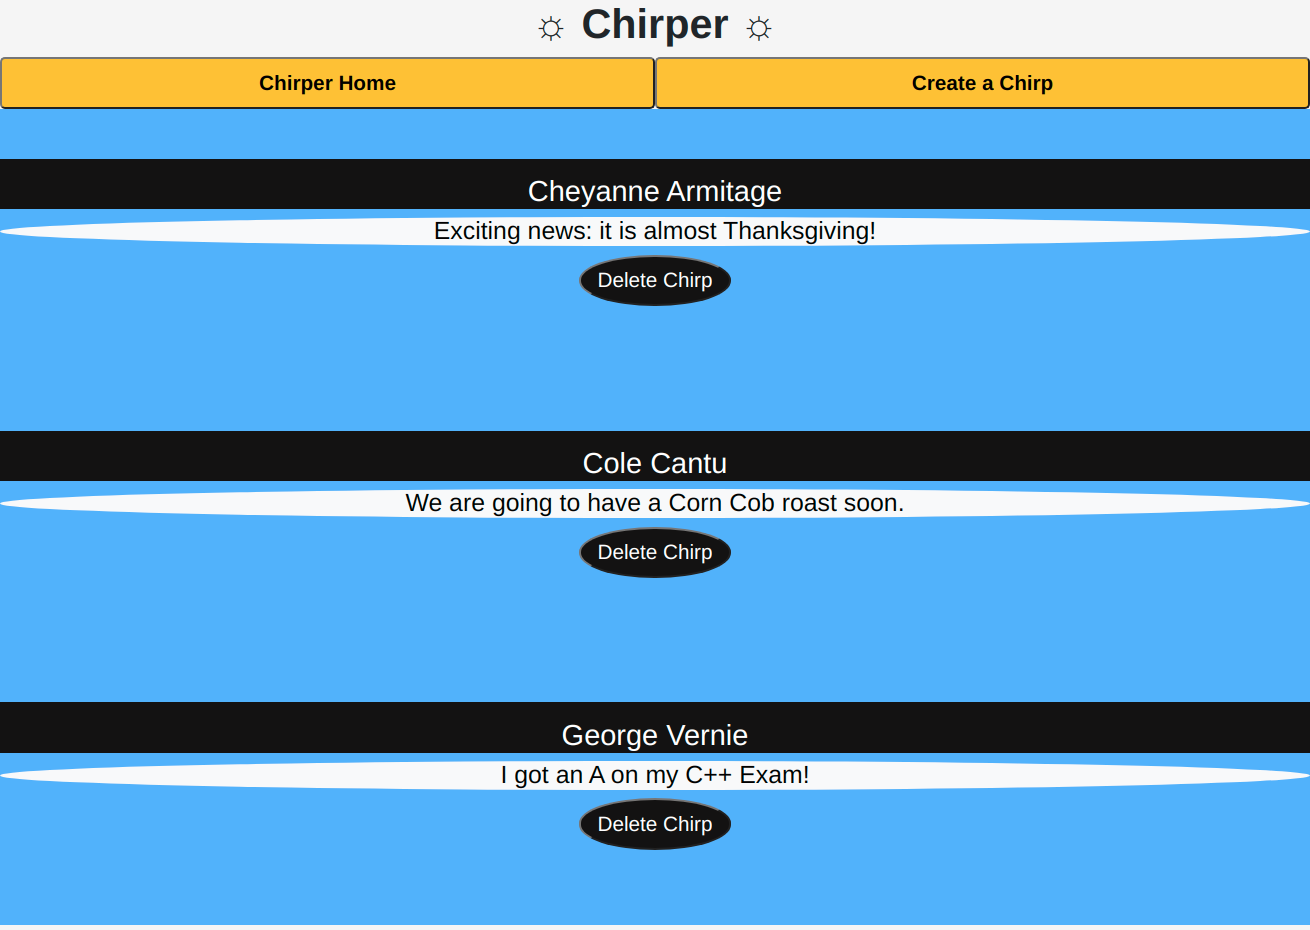 ☼ Chirper ☼
Chirper Home
Create a Chirp
Cheyanne Armitage
Exciting news: it is almost Thanksgiving!
Delete Chirp
Cole Cantu
We are going to have a Corn Cob roast soon.
Delete Chirp
George Vernie
I got an A on my C++ Exam!
Delete Chirp